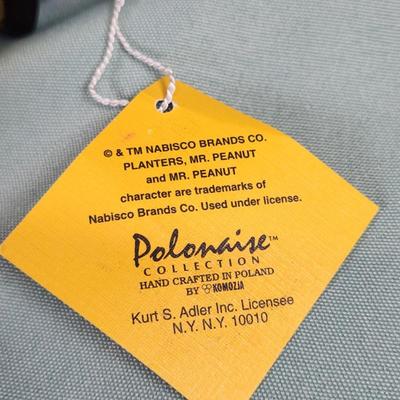 © & TM NABISCO BRANDS CO.
PLANTERS, MR. PEANUT
and MR. PEANUT
character are trademarks of
Nabisco Brands Co. Used under license.
Polonaise™
COLLECTION
HAND CRAFTED IN POLAND
BY KOMOZJA
Kurt S. Adler Inc. Licensee
N.Y. N.Y. 10010